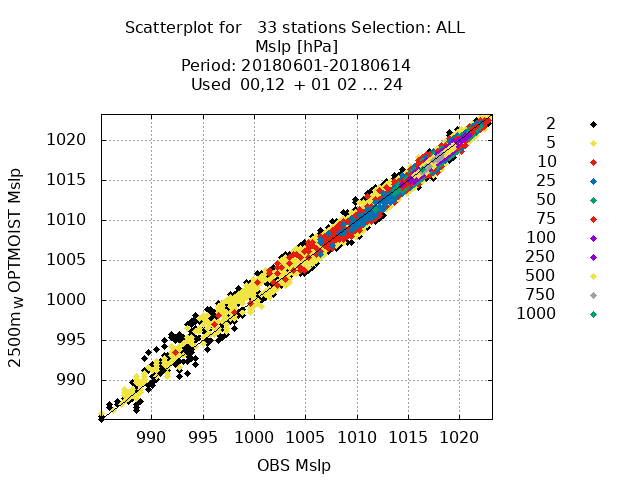 Scatterplot for   33 stations Selection: ALL
Mslp [hPa]
Period: 20180601-20180614
Used  00,12  + 01 02 ... 24
2500m_W OPTMOIST Mslp
1020
1015
1010
1005
1000
995
990
990 995 1000 1005 1010 1015 1020
OBS Mslp
2
5
10
25
50
75
100
250
500
750
1000